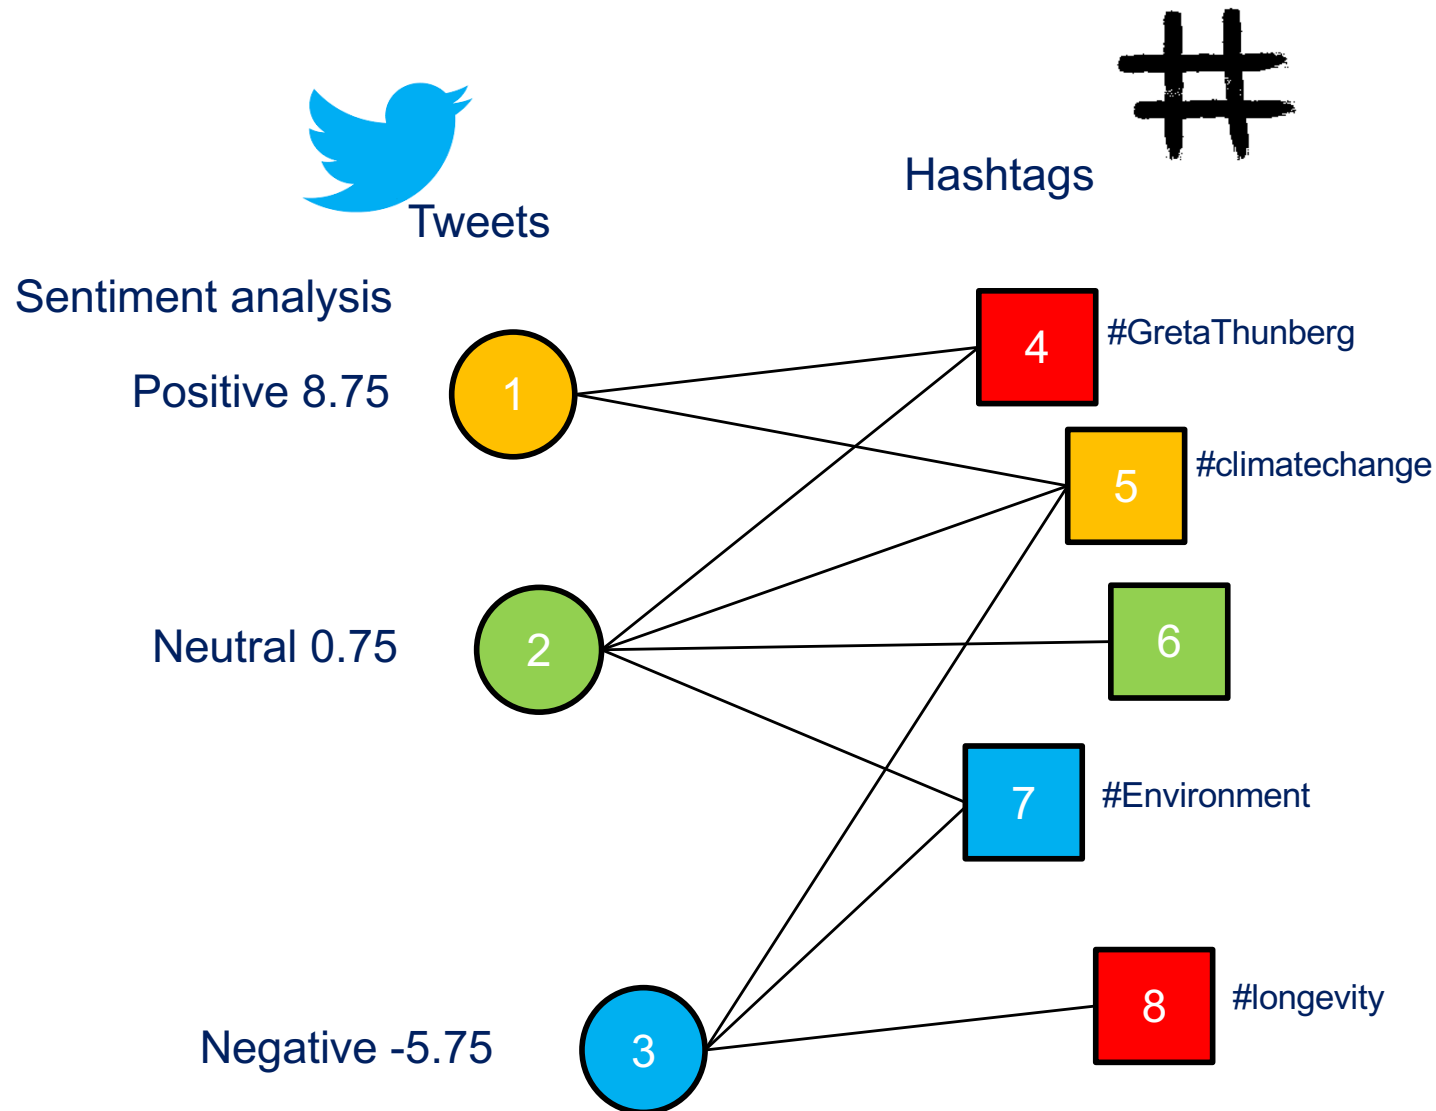 Hashtags
Tweets
Sentiment analysis
4 #GretaThunberg
Positive 8.75 1
5 #climatechange
Neutral 0.75 2 6
7 #Environment
8 #longevity
Negative -5.75 3